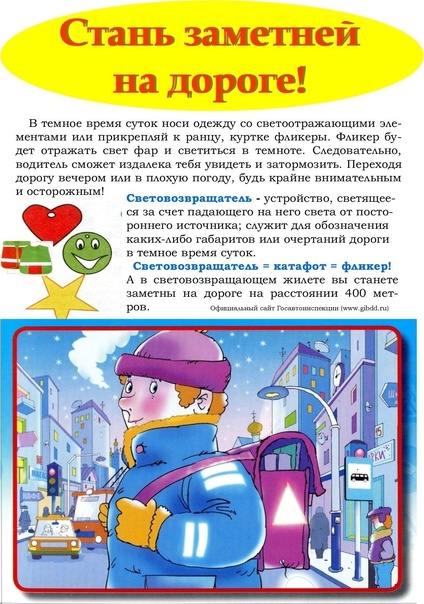 Стань заметней
на дороге!
В темное время суток носи одежду со светоотражающими эле-
ментами или прикрепляй к ранцу, куртке фликеры. Фликер бу-
дет отражать свет фар и светиться в темноте. Следовательно,
водитель сможет издалека тебя увидеть и затормозить. Переходя
дорогу вечером или в плохую погоду, будь крайне внимательным
и осторожным!
Световозвращатель - устройство, светящее-
ся за счет падающего на него света от посто-
роннего источника; служит для обозначения
каких-либо габаритов или очертаний дороги
в темное время суток.
Световозвращатель = катафот = фликер!
А в световозвращающем жилете вы станете
заметны на дороге на расстоянии 400 мет-
ров.
Официальный сайт Госавтоинспекции (www.gibdd.ru)
КАФЕ
КИ